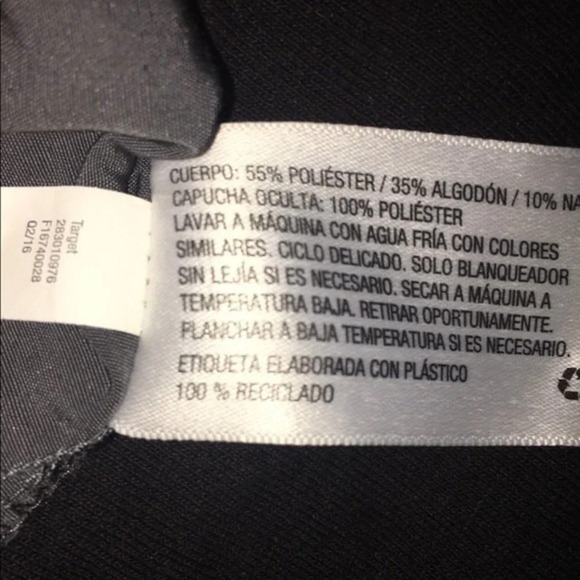 CUERPO: 55% POLIÉSTER / 35% ALGODÓN / 10% NA
CAPUCHA OCULTA: 100% POLIÉSTER
LAVAR A MÁQUINA CON AGUA FRÍA CON COLORES
SIMILARES. CICLO DELICADO. SOLO BLANQUEADOR
SIN LEJÍA SI ES NECESARIO. SECAR A MÁQUINA A
TEMPERATURA BAJA. RETIRAR OPORTUNAMENTE.
PLANCHAR A BAJA TEMPERATURA SI ES NECESARIO.
ETIQUETA ELABORADA CON PLÁSTICO
100 % RECICLADO
Target
283010976
F16740028
Q2/16